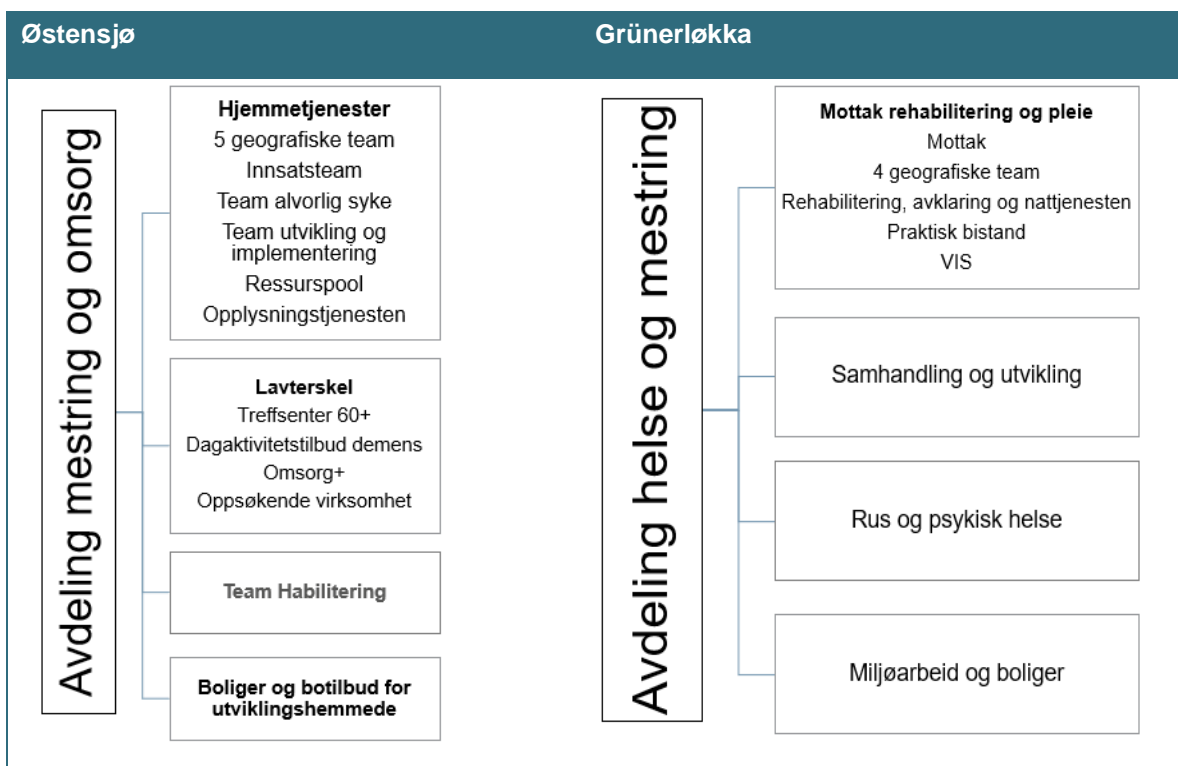 Østensjø
Grünerløkka
Avdeling mestring og omsorg
Hjemmetjenester
5 geografiske team
Innsatsteam
Team alvorlig syke
Team utvikling og
implementering
Ressurspool
Opplysningstjenesten
Lavterskel
Treffsenter 60+
Dagaktivitetstilbud demens
Omsorg+
Oppsøkende virksomhet
Team Habilitering
Boliger og botilbud for
utviklingshemmede
Avdeling helse og mestring
Mottak rehabilitering og pleie
Mottak
4 geografiske team
Rehabilitering, avklaring og nattjenesten
Praktisk bistand
VIS
Samhandling og utvikling
Rus og psykisk helse
Miljøarbeid og boliger